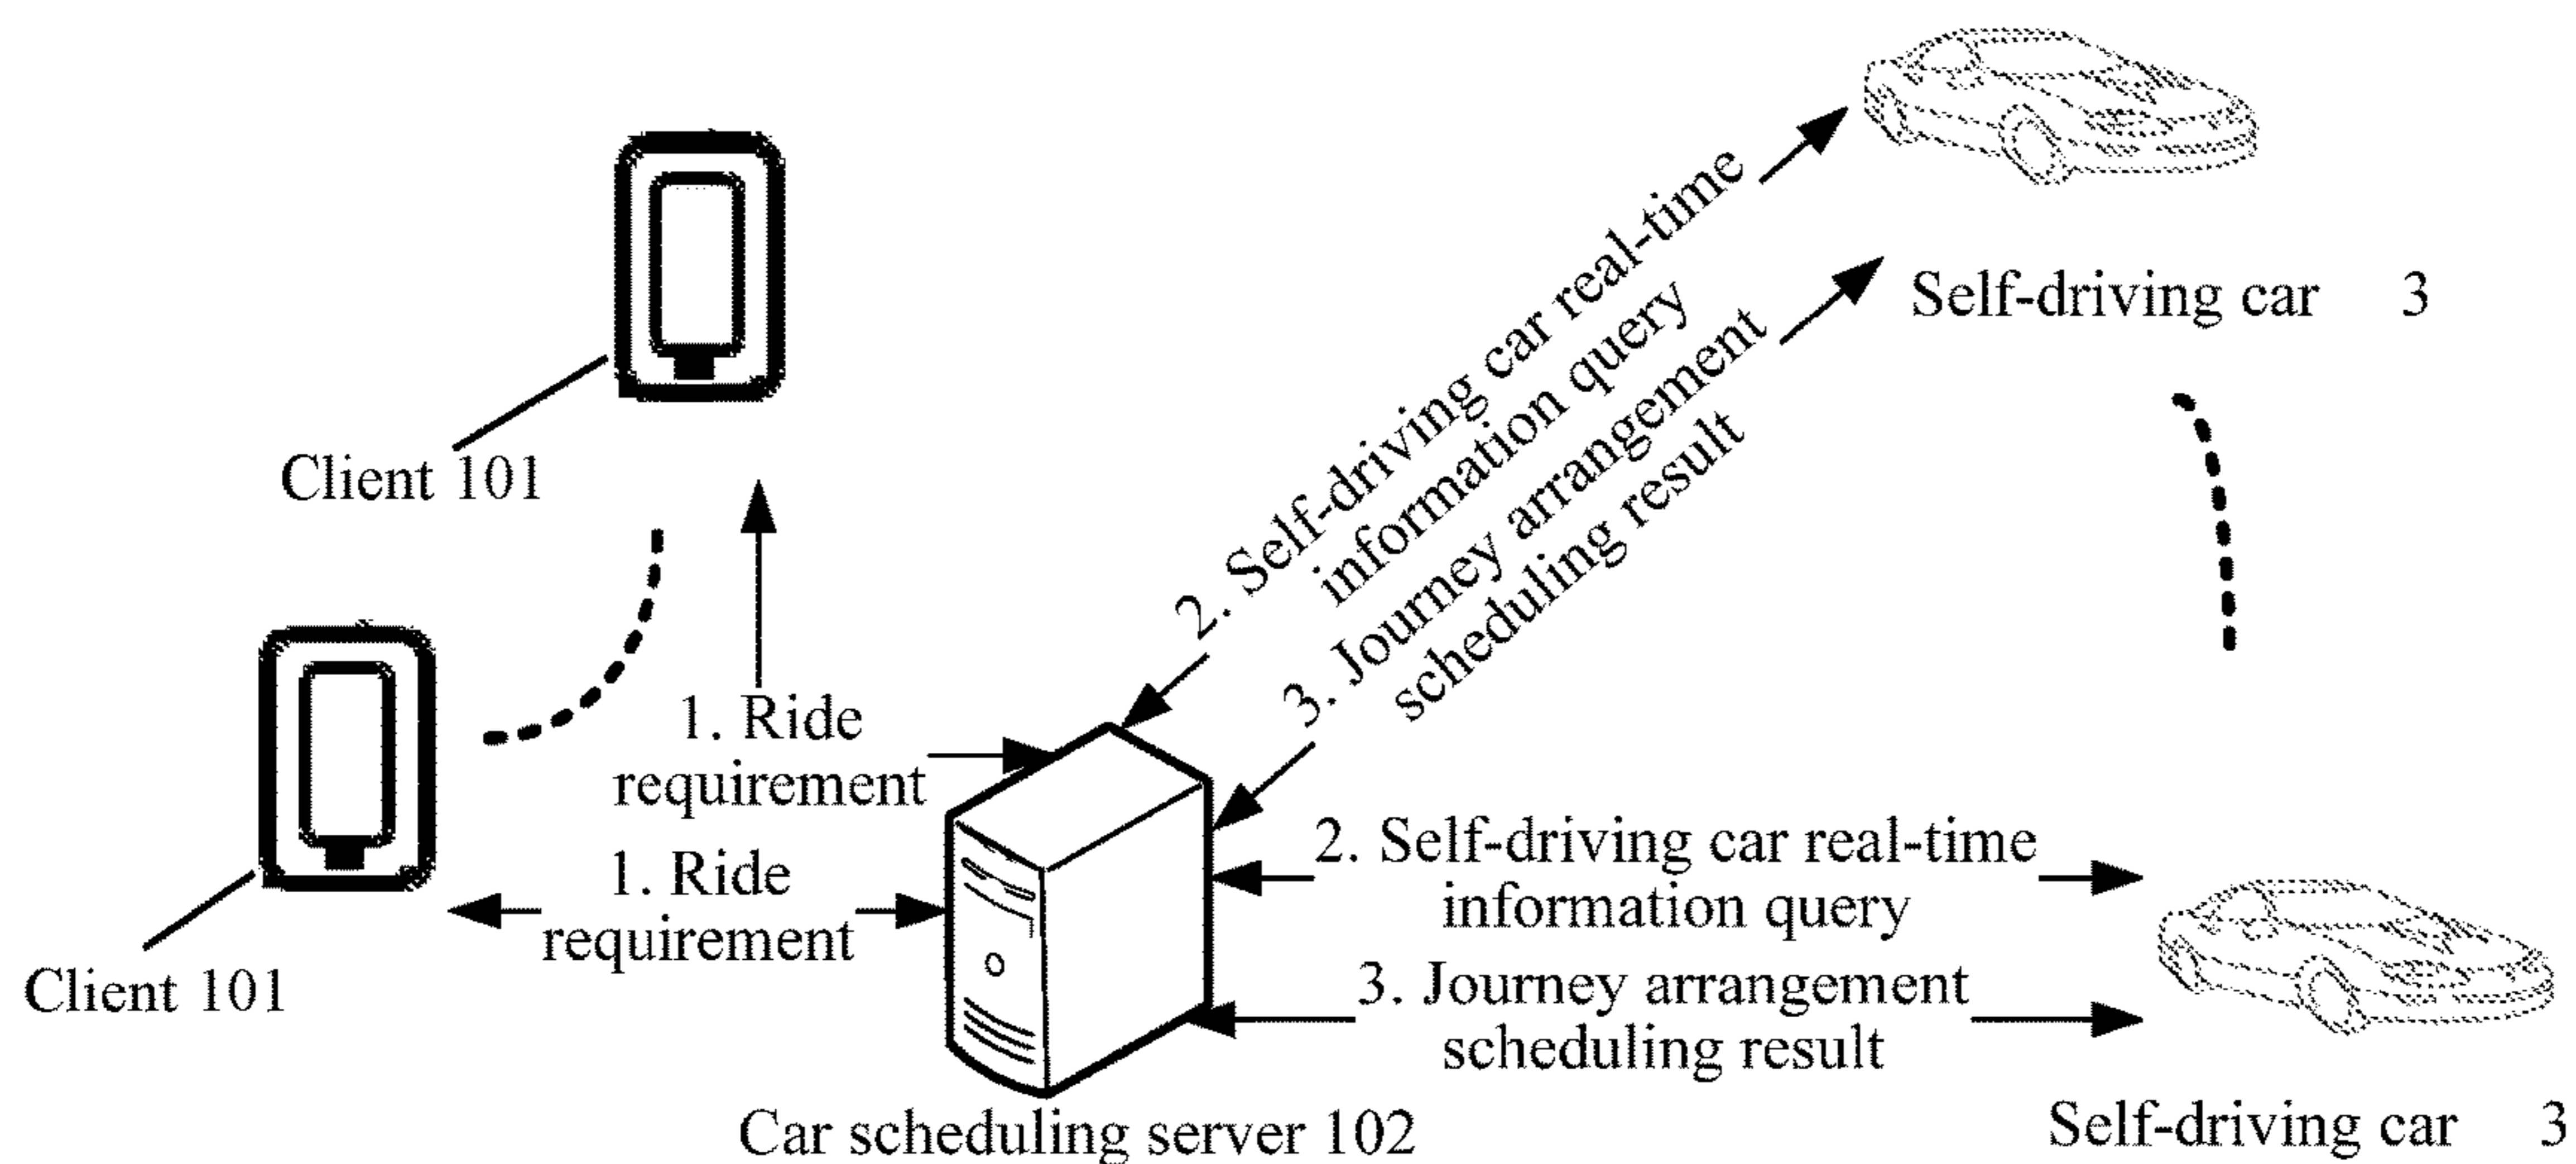 Self-driving car 3
2. Self-driving car real-time
information query
3. Journey arrangement
scheduling result
Client 101
1. Ride
requirement
1. Ride
requirement
Client 101
2. Self-driving car real-time
information query
3. Journey arrangement
scheduling result
Car scheduling server 102
Self-driving car 3